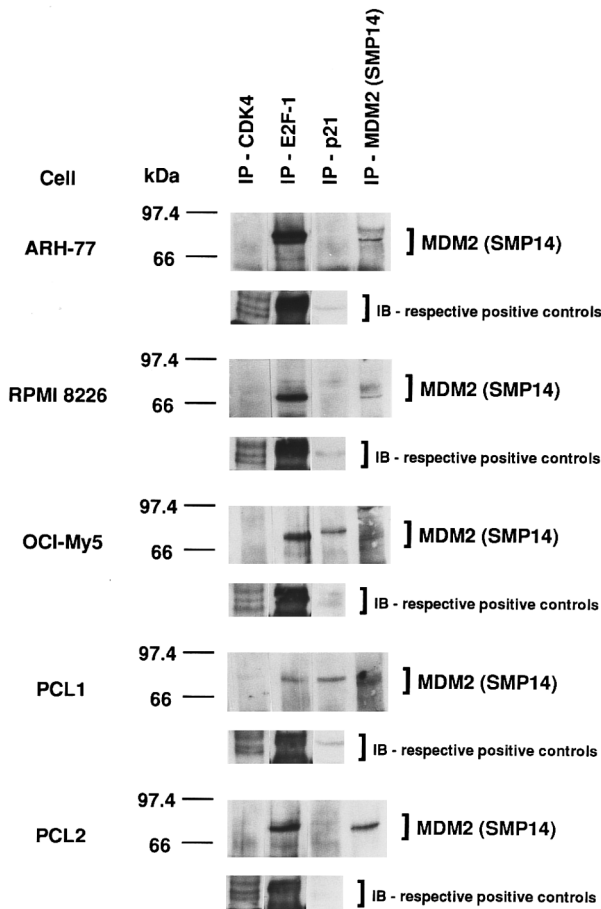 IP - CDK4
IP - E2F-1
IP - p21
IP - MDM2 (SMP14)
Cell kDa
97.4
ARH-77
66
MDM2 (SMP14)
IB - respective positive controls
97.4
RPMI 8226
66
MDM2 (SMP14)
IB - respective positive controls
97.4
OCI-My5
66
MDM2 (SMP14)
IB - respective positive controls
97.4
PCL1
66
MDM2 (SMP14)
IB - respective positive controls
97.4
PCL2
66
MDM2 (SMP14)
IB - respective positive controls